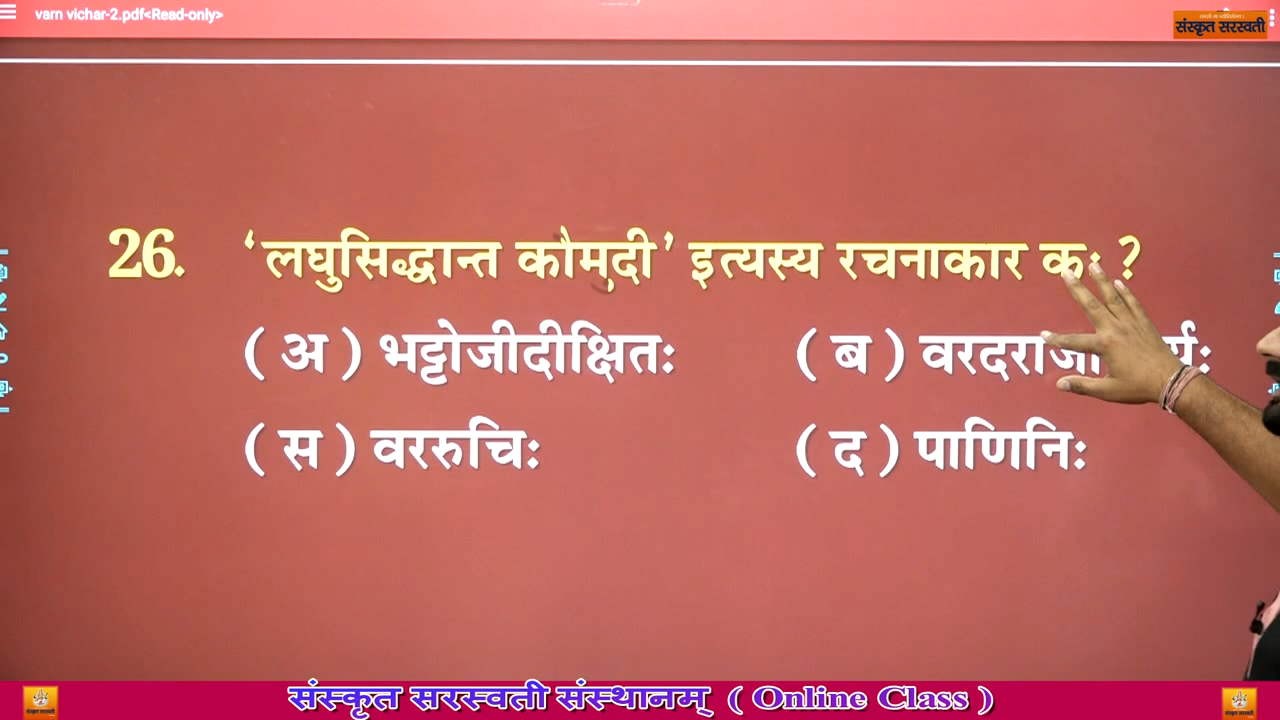 varn vichar-2.pdf<Read-only>
संस्कृत सरस्वती
26. ‘लघुसिद्धान्त कौमुदी’ इत्यस्य रचनाकार कः ?
( अ ) भट्टोजीदीक्षितः ( ब )
( स ) वररुचिः ( द ) पाणिनिः
संस्कृत सरस्वती संस्थानम् ( Online Class )